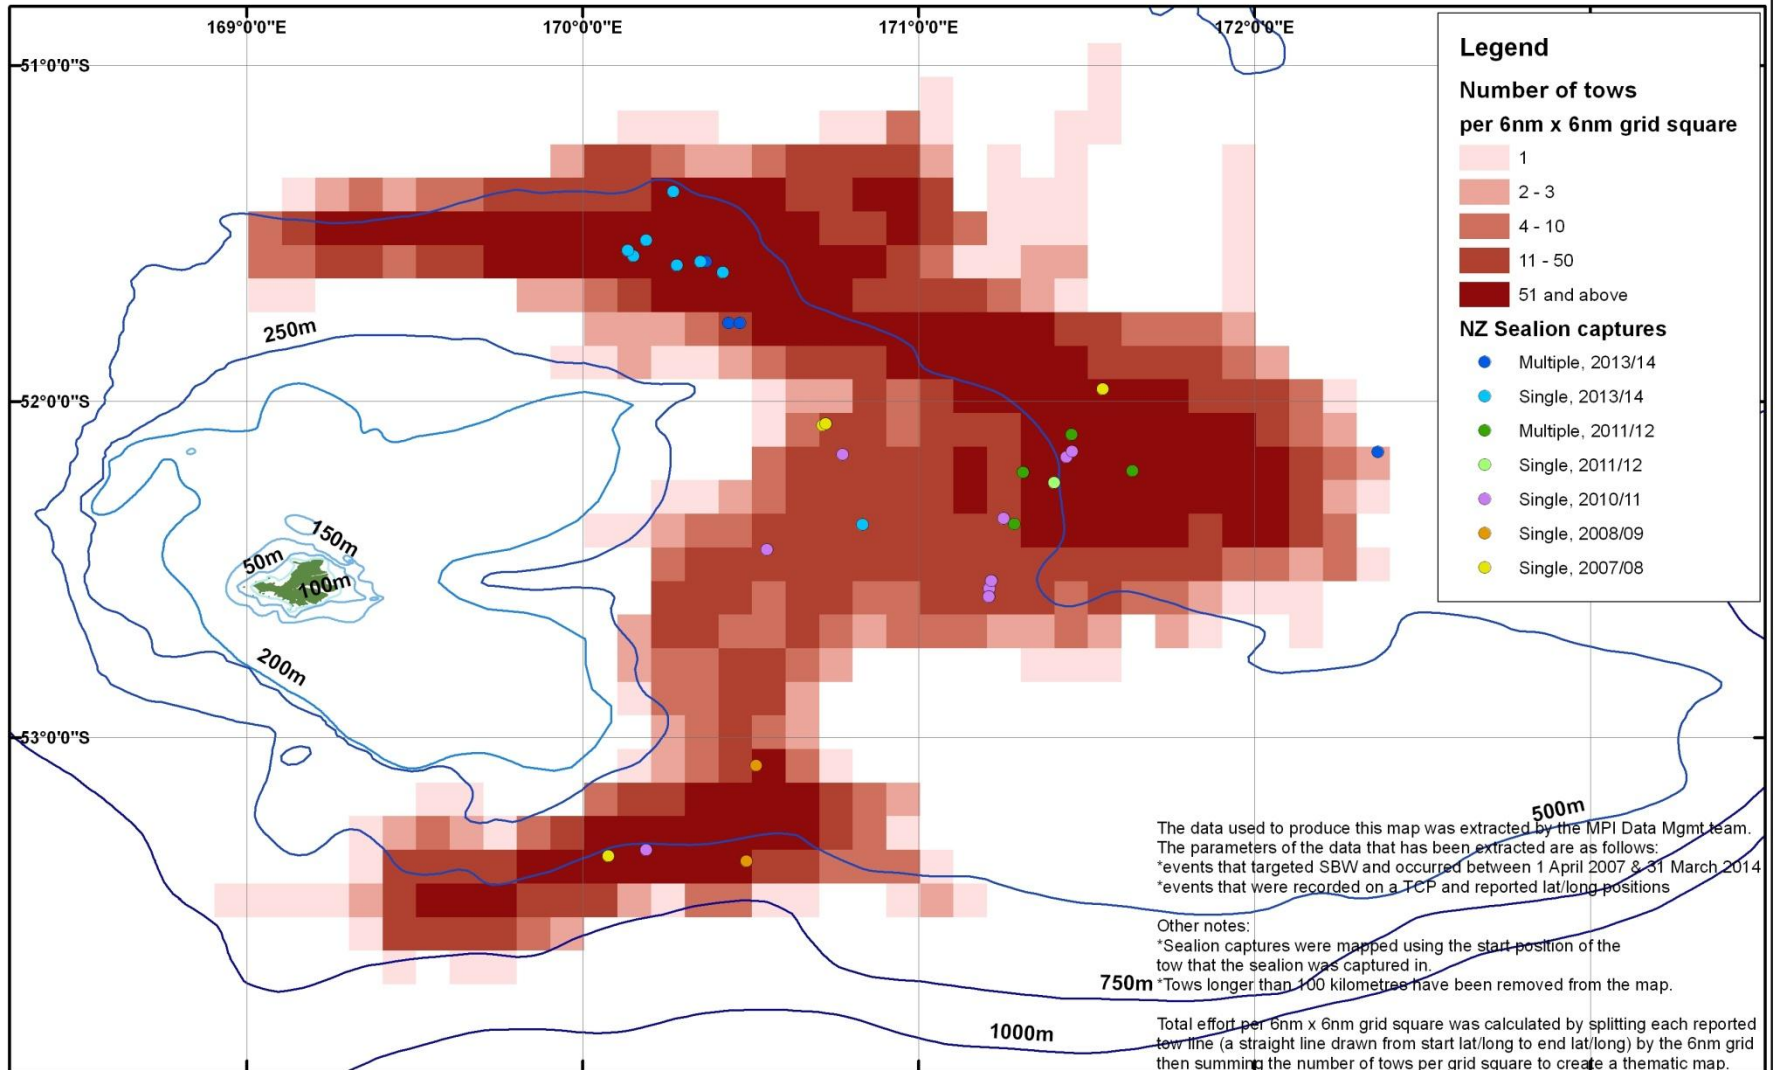 169°0'0"E
170°0'0"E
171°0'0"E
172°0'0"E
51°0'0"S
52°0'0"S
53°0'0"S
250m
150m
50m
100m
200m
500m
750m
1000m
Legend
Number of tows
per 6nm x 6nm grid square
1
2 - 3
4 - 10
11 - 50
51 and above
NZ Sealion captures
Multiple, 2013/14
Single, 2013/14
Multiple, 2011/12
Single, 2011/12
Single, 2010/11
Single, 2008/09
Single, 2007/08
The data used to produce this map was extracted by the MPI Data Mgmt team.
The parameters of the data that has been extracted are as follows:
*events that targeted SBW and occurred between 1 April 2007 & 31 March 2014
*events that were recorded on a TCP and reported lat/long positions
Other notes:
*Sealion captures were mapped using the start position of the
tow that the sealion was captured in.
*Tows longer than 100 kilometres have been removed from the map.
Total effort per 6nm x 6nm grid square was calculated by splitting each reported
tow line (a straight line drawn from start lat/long to end lat/long) by the 6nm grid
then summing the number of tows per grid square to create a thematic map.